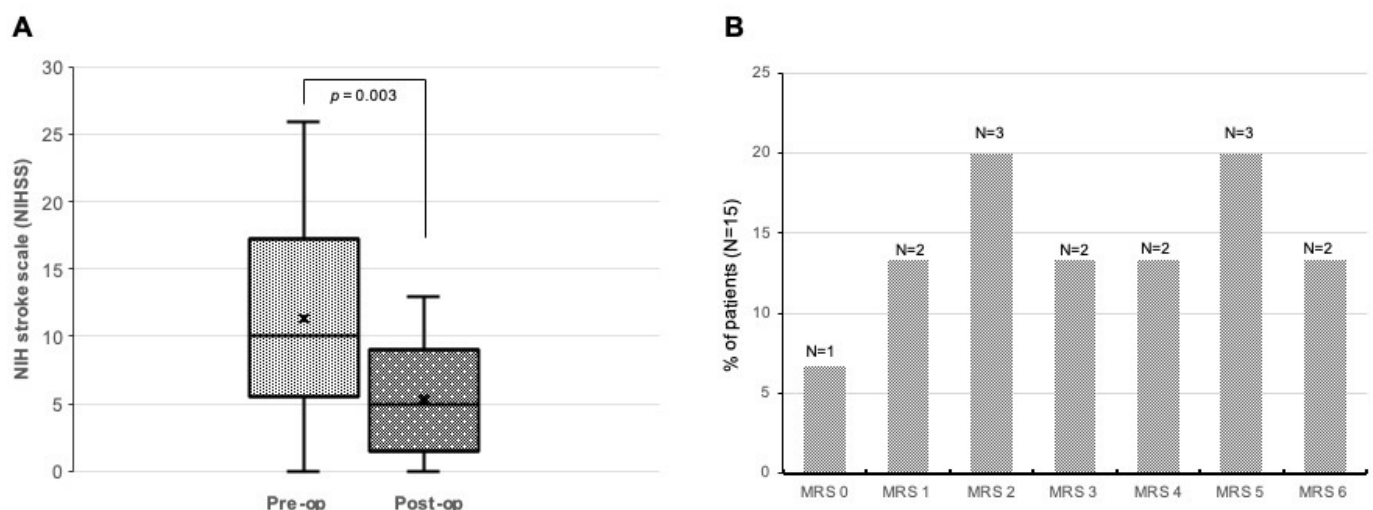 A
NIH stroke scale (NIHSS)
30
25
20
15
10
5
0
p = 0.003
Pre-op
Post-op
B
% of patients (N=15)
25
20
15
10
5
0
N=1
N=2
N=3
N=2
N=2
N=3
N=2
MRS 0
MRS 1
MRS 2
MRS 3
MRS 4
MRS 5
MRS 6